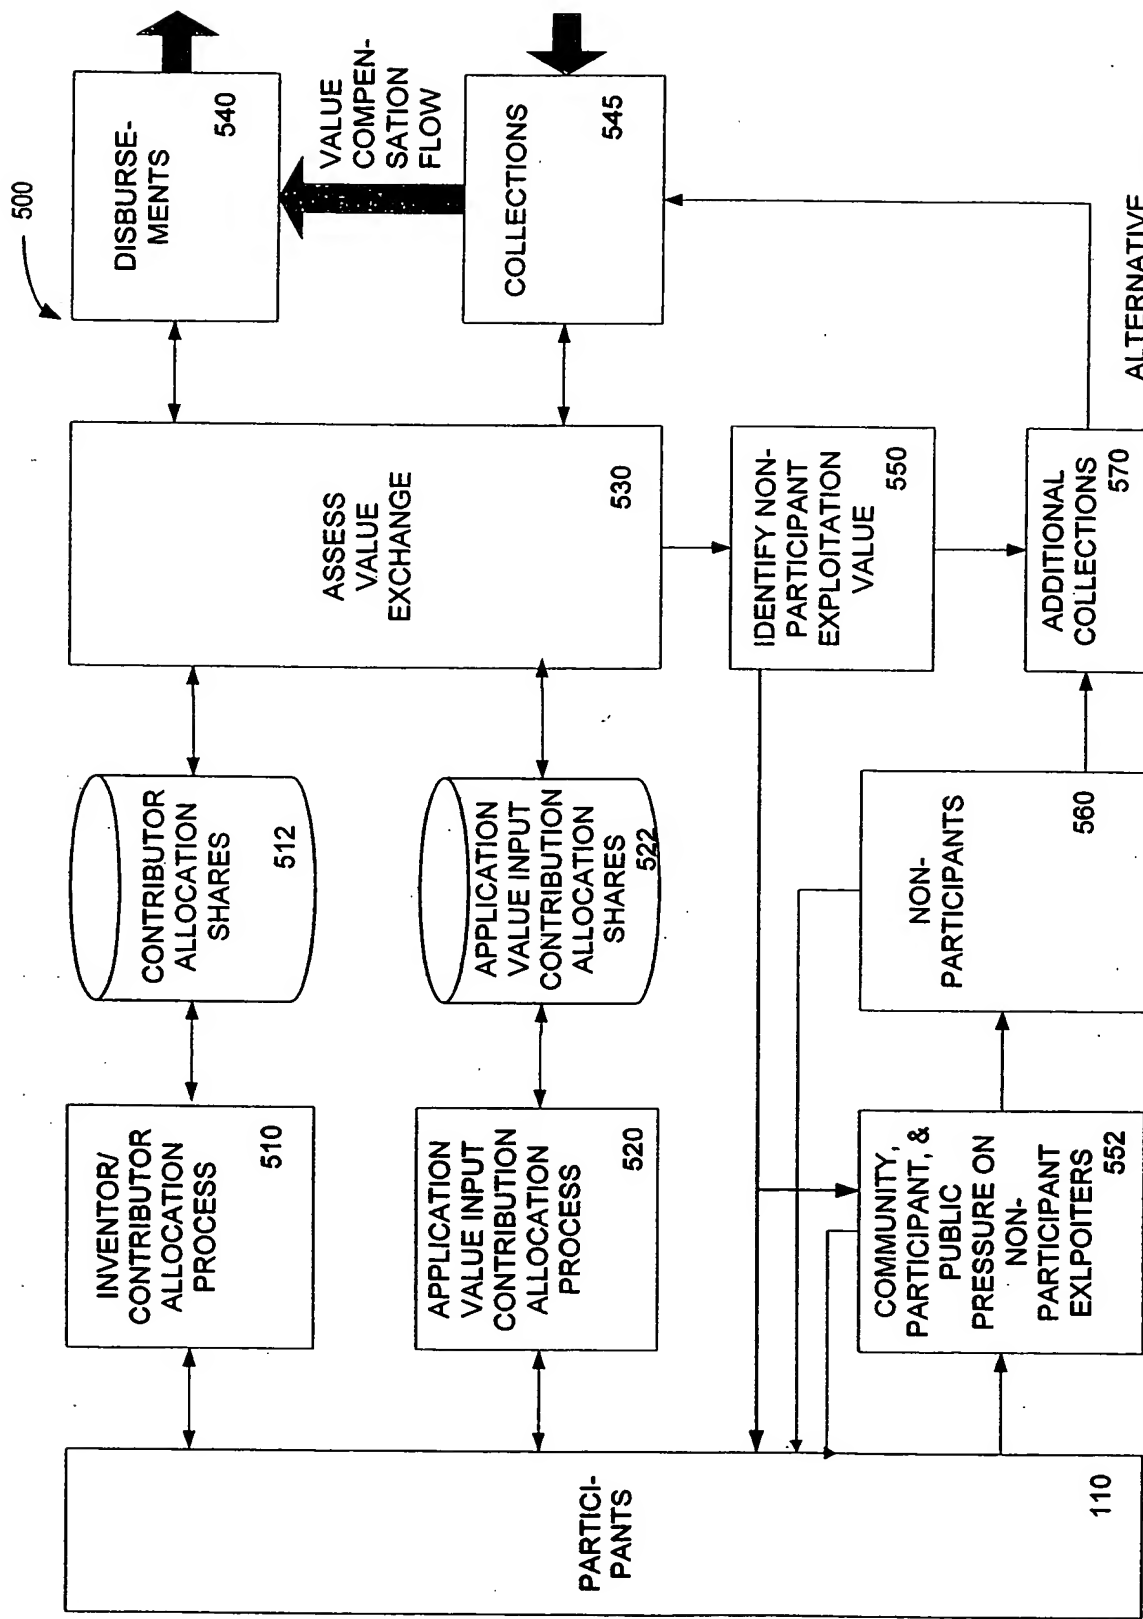 500
DISBURSE-
MENTS
540
VALUE
COMPEN-
SATION
FLOW
COLLECTIONS
545
ASSESS
VALUE
EXCHANGE
530
IDENTIFY NON-
PARTICIPANT
EXPLOITATION
VALUE
550
ADDITIONAL
COLLECTIONS
570
ALTERNATIVE
CONTRIBUTOR
ALLOCATION
SHARES
512
APPLICATION
VALUE INPUT
CONTRIBUTION
ALLOCATION
SHARES
522
NON-
PARTICIPANTS
560
INVENTOR/
CONTRIBUTOR
ALLOCATION
PROCESS
510
APPLICATION
VALUE INPUT
CONTRIBUTION
ALLOCATION
PROCESS
520
COMMUNITY,
PARTICIPANT, &
PUBLIC
PRESSURE ON
NON-
PARTICIPANT
EXLPOITERS
552
PARTICI-
PANTS
110